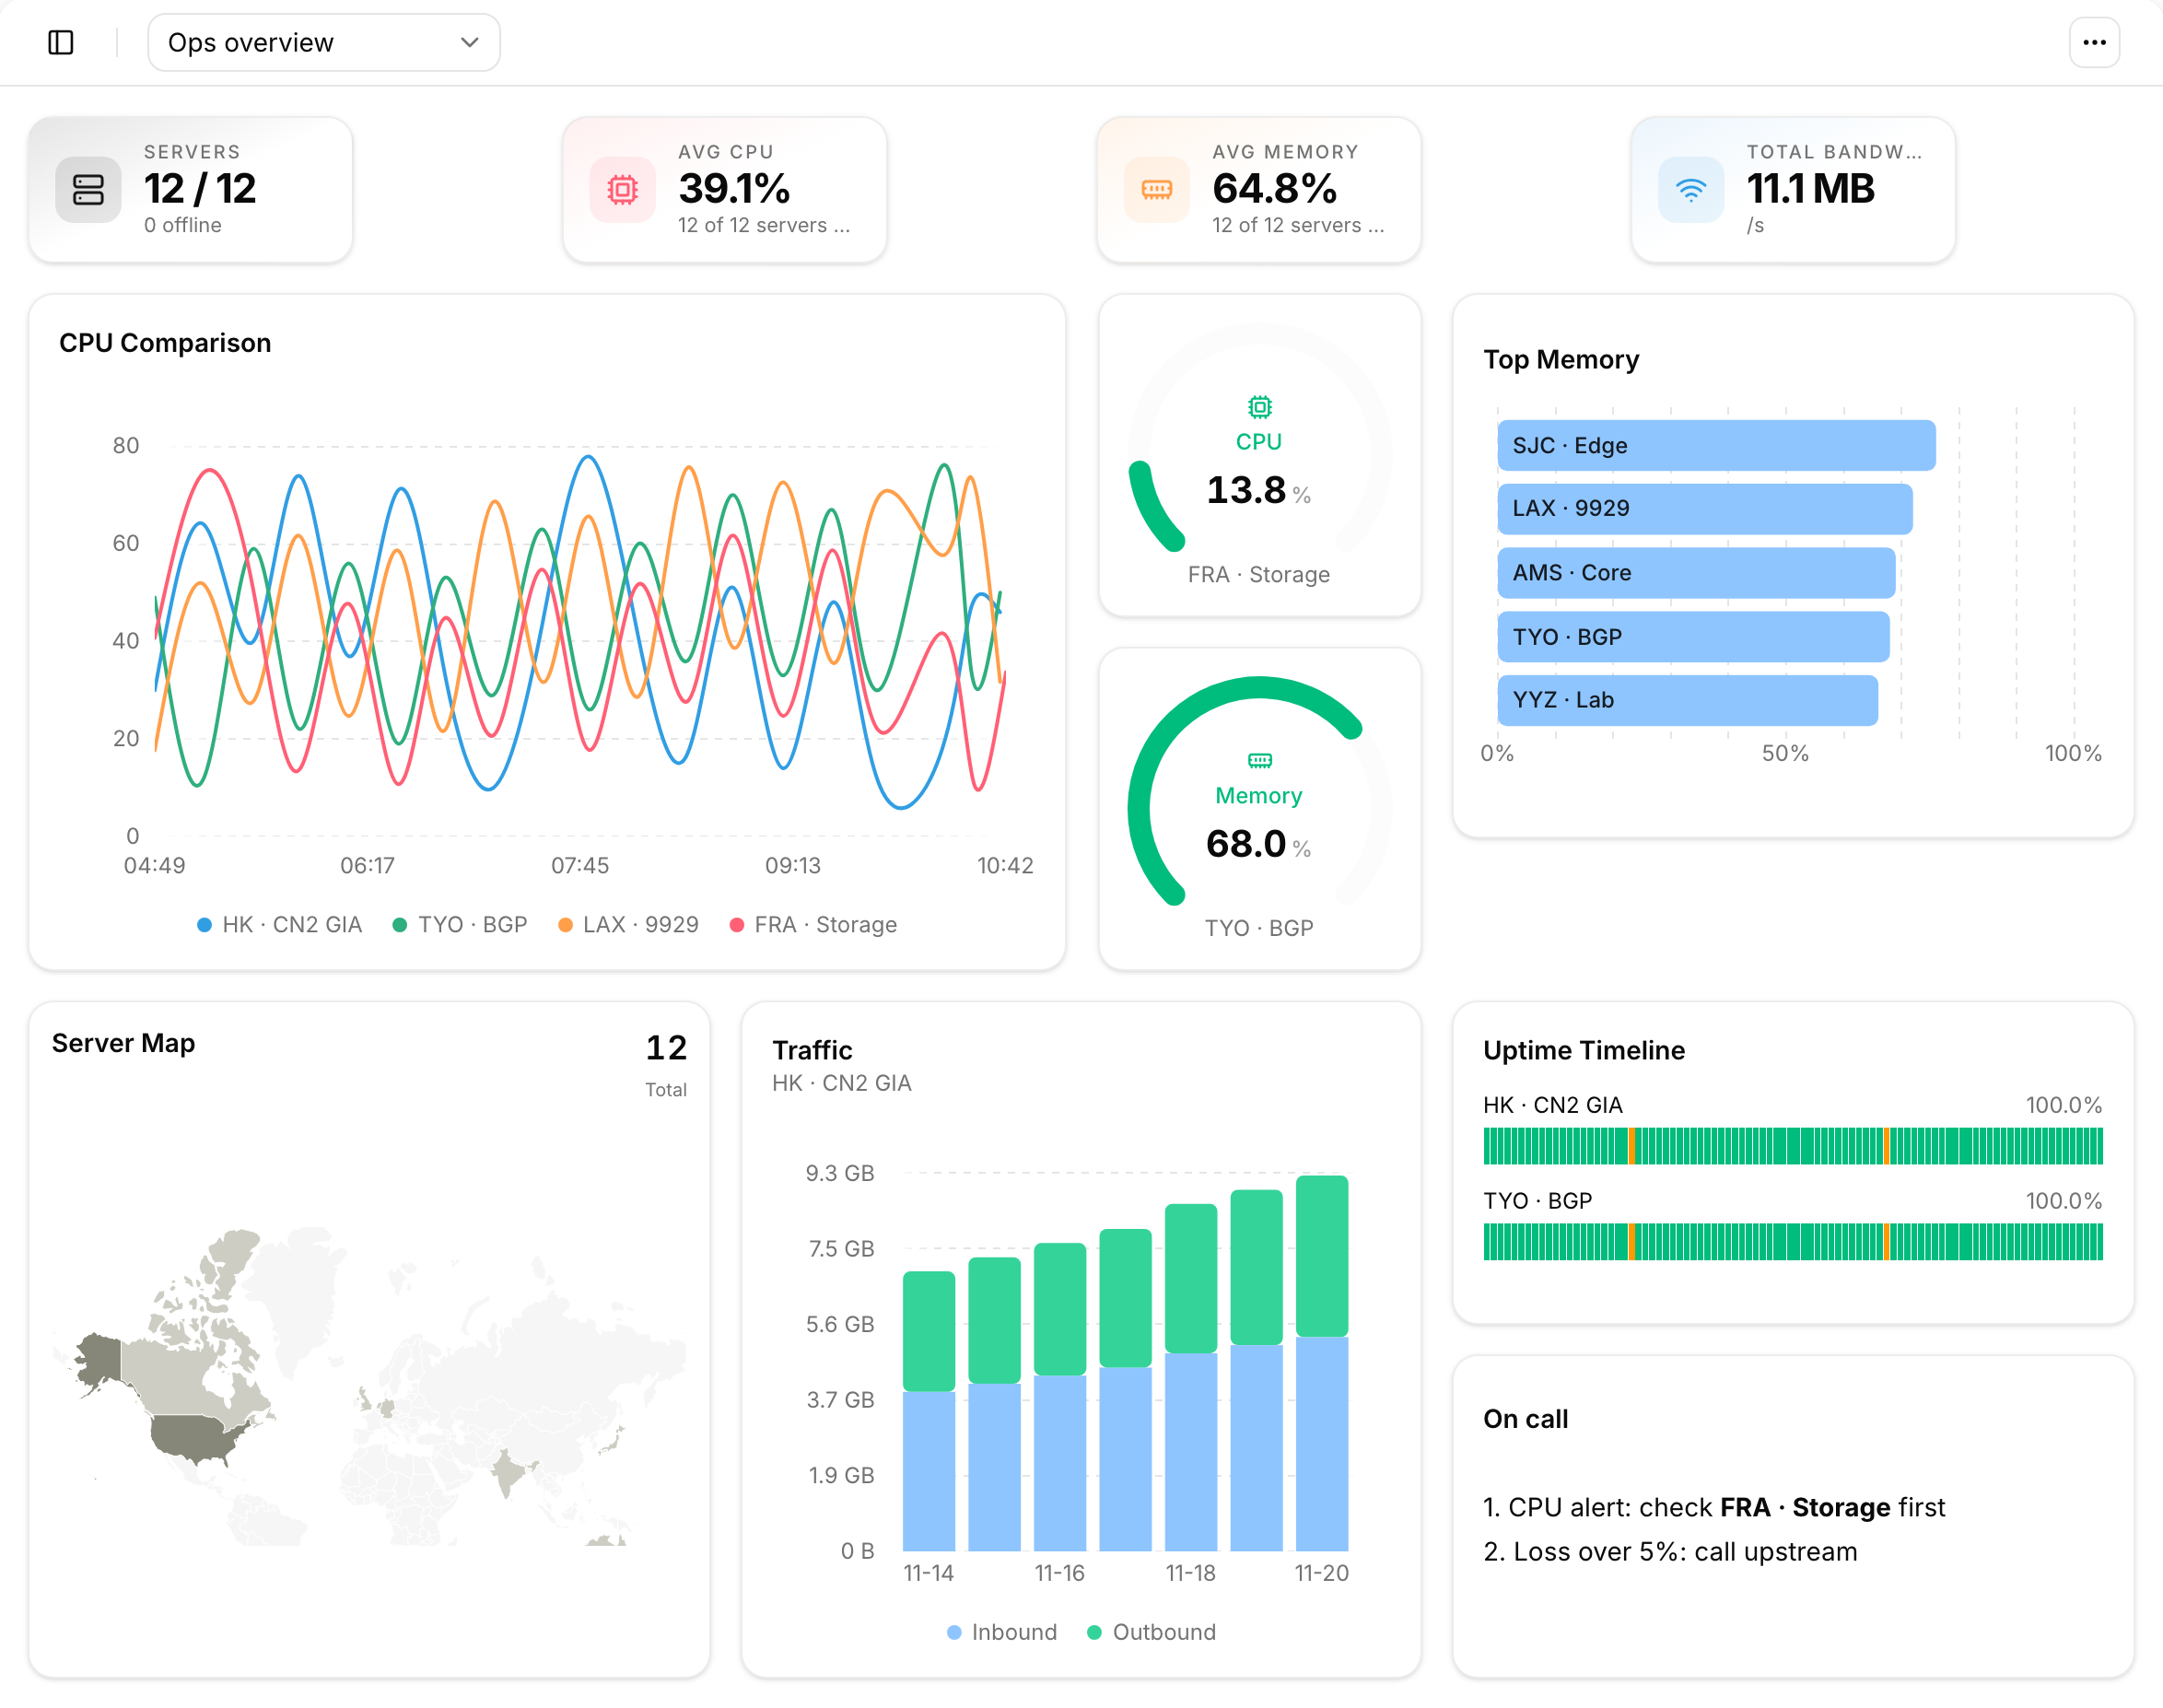 Ops overview
SERVERS
12 / 12
0 offline
AVG CPU
39.1%
12 of 12 servers ...
AVG MEMORY
64.8%
12 of 12 servers ...
TOTAL BANDW...
11.1 MB
/s
CPU Comparison
80
60
40
20
0
04:49 06:17 07:45 09:13 10:42
HK · CN2 GIA TYO · BGP LAX · 9929 FRA · Storage
CPU
13.8 %
FRA · Storage
Memory
68.0 %
TYO · BGP
Top Memory
SJC · Edge
LAX · 9929
AMS · Core
TYO · BGP
YYZ · Lab
0% 50% 100%
Server Map
12
Total
Traffic
HK · CN2 GIA
9.3 GB
7.5 GB
5.6 GB
3.7 GB
1.9 GB
0 B
11-14 11-16 11-18 11-20
Inbound Outbound
Uptime Timeline
HK · CN2 GIA 100.0%
TYO · BGP 100.0%
On call
1. CPU alert: check FRA · Storage first
2. Loss over 5%: call upstream